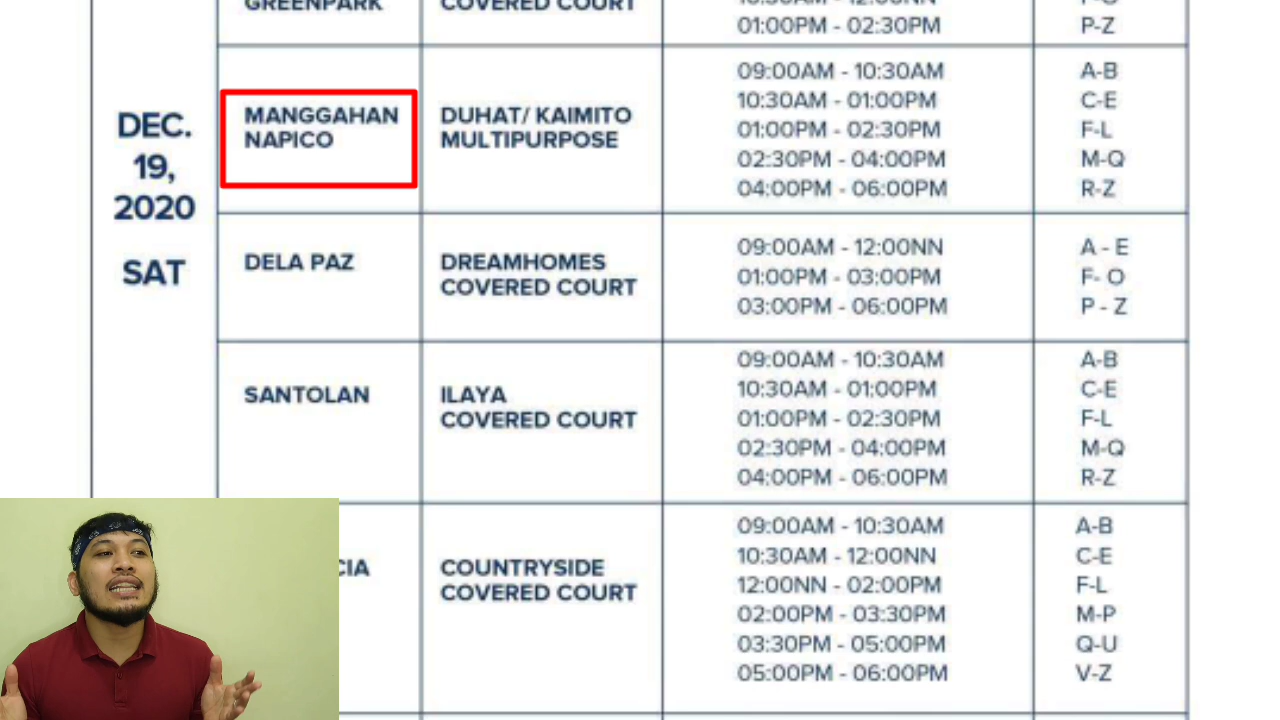 GREENPARK
COVERED COURT
10:30AM - 12:00NN
01:00PM - 02:30PM
P-Z
DEC.
19,
2020
SAT
MANGGAHAN
NAPICO
DUHAT/ KAIMITO
MULTIPURPOSE
09:00AM - 10:30AM
A-B
10:30AM - 01:00PM
C-E
01:00PM - 02:30PM
F-L
02:30PM - 04:00PM
M-Q
04:00PM - 06:00PM
R-Z
DELA PAZ
DREAMHOMES
COVERED COURT
09:00AM - 12:00NN
A - E
01:00PM - 03:00PM
F- O
03:00PM - 06:00PM
P - Z
SANTOLAN
ILAYA
COVERED COURT
09:00AM - 10:30AM
A-B
10:30AM - 01:00PM
C-E
01:00PM - 02:30PM
F-L
02:30PM - 04:00PM
M-Q
04:00PM - 06:00PM
R-Z
CIA
COUNTRYSIDE
COVERED COURT
09:00AM - 10:30AM
A-B
10:30AM - 12:00NN
C-E
12:00NN - 02:00PM
F-L
02:00PM - 03:30PM
M-P
03:30PM - 05:00PM
Q-U
05:00PM - 06:00PM
V-Z